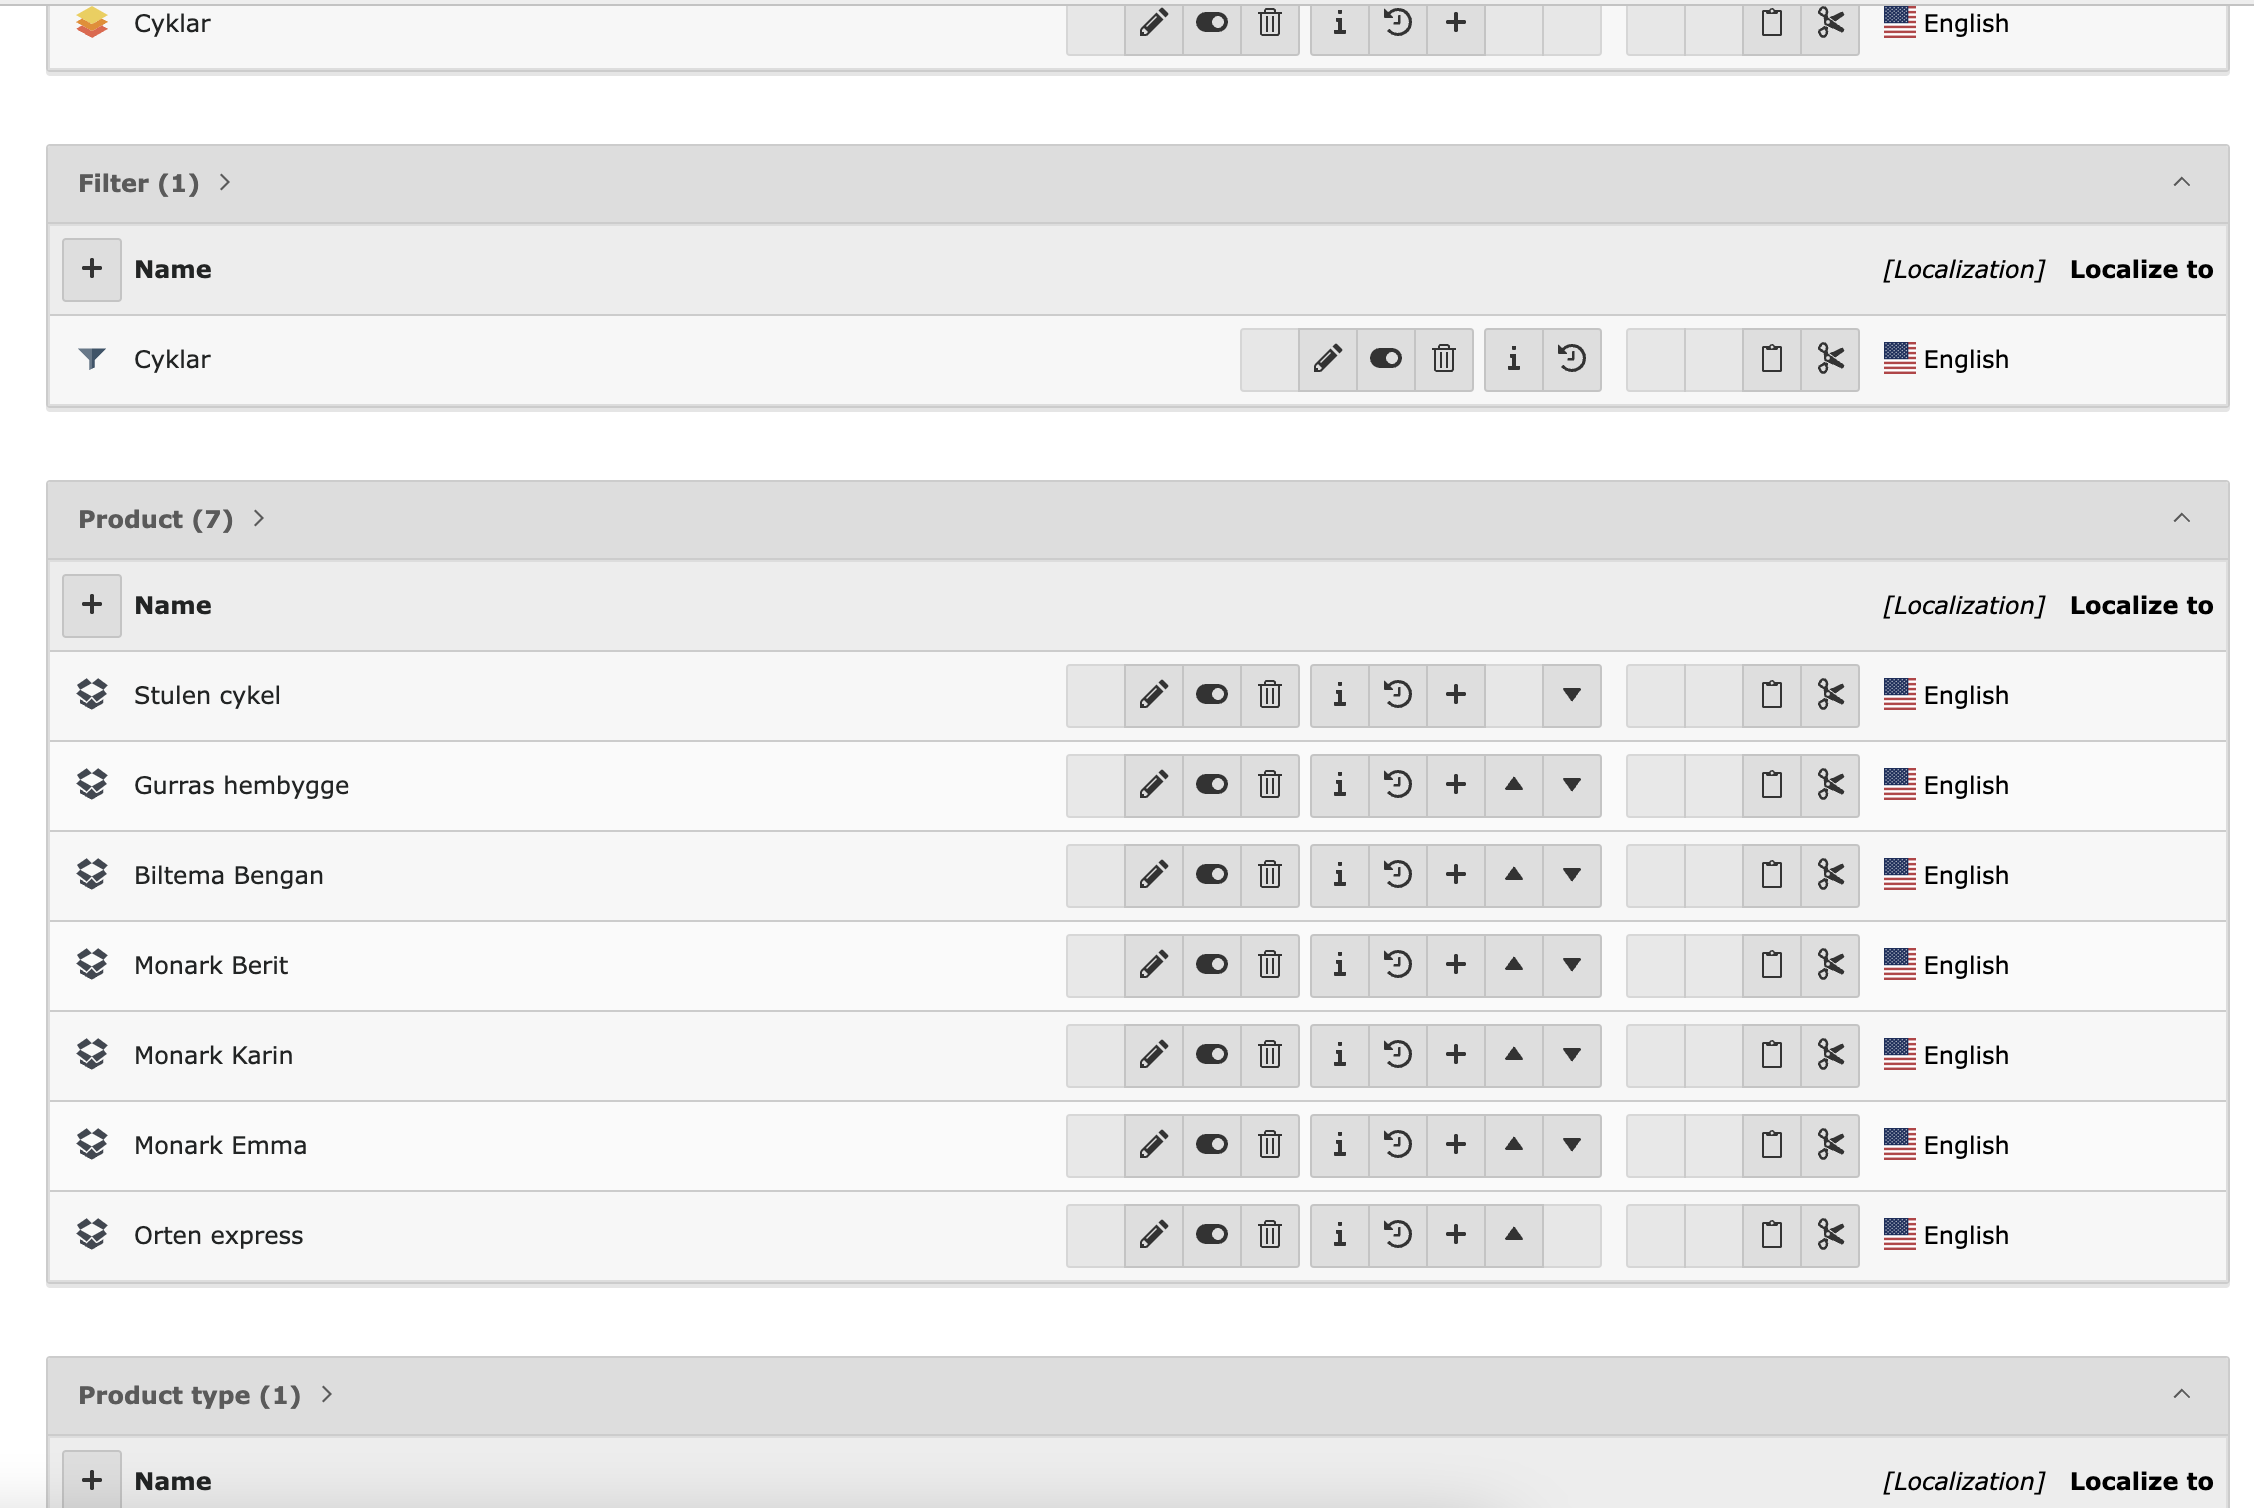 Cyklar English
Filter (1)
Name [Localization] Localize to
Cyklar English
Product (7)
Name [Localization] Localize to
Stulen cykel English
Gurras hembygge English
Biltema Bengan English
Monark Berit English
Monark Karin English
Monark Emma English
Orten express English
Product type (1)
Name [Localization] Localize to